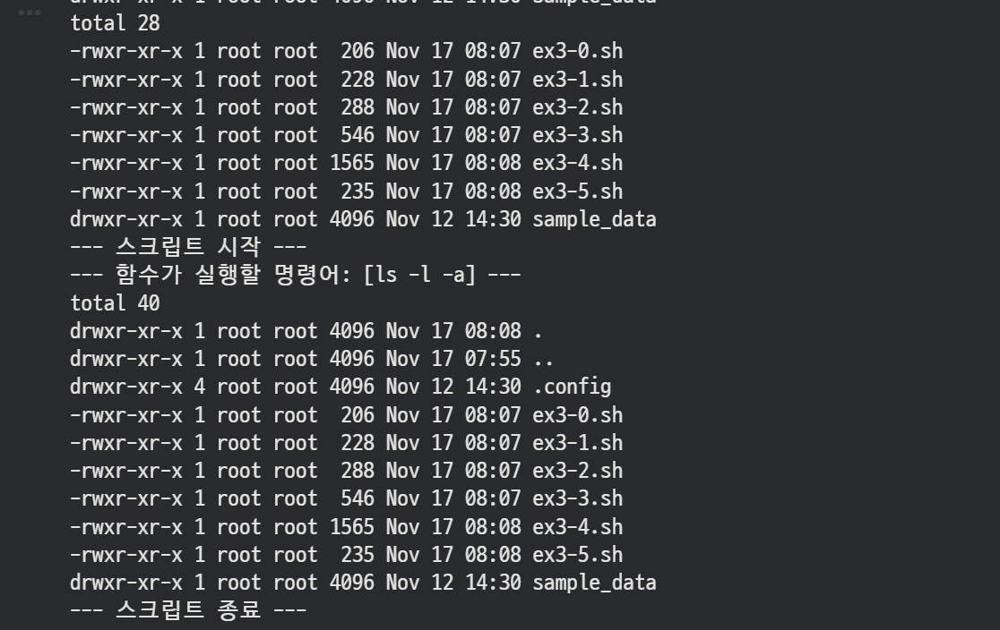 total 28
-rwxr-xr-x 1 root root  206 Nov 17 08:07 ex3-0.sh
-rwxr-xr-x 1 root root  228 Nov 17 08:07 ex3-1.sh
-rwxr-xr-x 1 root root  288 Nov 17 08:07 ex3-2.sh
-rwxr-xr-x 1 root root  546 Nov 17 08:07 ex3-3.sh
-rwxr-xr-x 1 root root 1565 Nov 17 08:08 ex3-4.sh
-rwxr-xr-x 1 root root  235 Nov 17 08:08 ex3-5.sh
drwxr-xr-x 1 root root 4096 Nov 12 14:30 sample_data
--- 스크립트 시작 ---
--- 함수가 실행할 명령어: [ls -l -a] ---
total 40
drwxr-xr-x 1 root root 4096 Nov 17 08:08 .
drwxr-xr-x 1 root root 4096 Nov 17 07:55 ..
drwxr-xr-x 4 root root 4096 Nov 12 14:30 .config
-rwxr-xr-x 1 root root  206 Nov 17 08:07 ex3-0.sh
-rwxr-xr-x 1 root root  228 Nov 17 08:07 ex3-1.sh
-rwxr-xr-x 1 root root  288 Nov 17 08:07 ex3-2.sh
-rwxr-xr-x 1 root root  546 Nov 17 08:07 ex3-3.sh
-rwxr-xr-x 1 root root 1565 Nov 17 08:08 ex3-4.sh
-rwxr-xr-x 1 root root  235 Nov 17 08:08 ex3-5.sh
drwxr-xr-x 1 root root 4096 Nov 12 14:30 sample_data
--- 스크립트 종료 ---